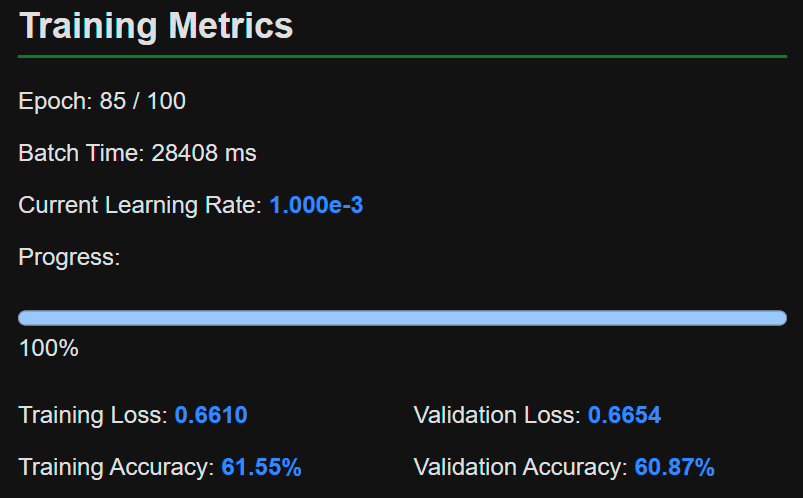 Training Metrics
Epoch: 85 / 100
Batch Time: 28408 ms
Current Learning Rate: 1.000e-3
Progress:
100%
Training Loss: 0.6610 Validation Loss: 0.6654
Training Accuracy: 61.55% Validation Accuracy: 60.87%